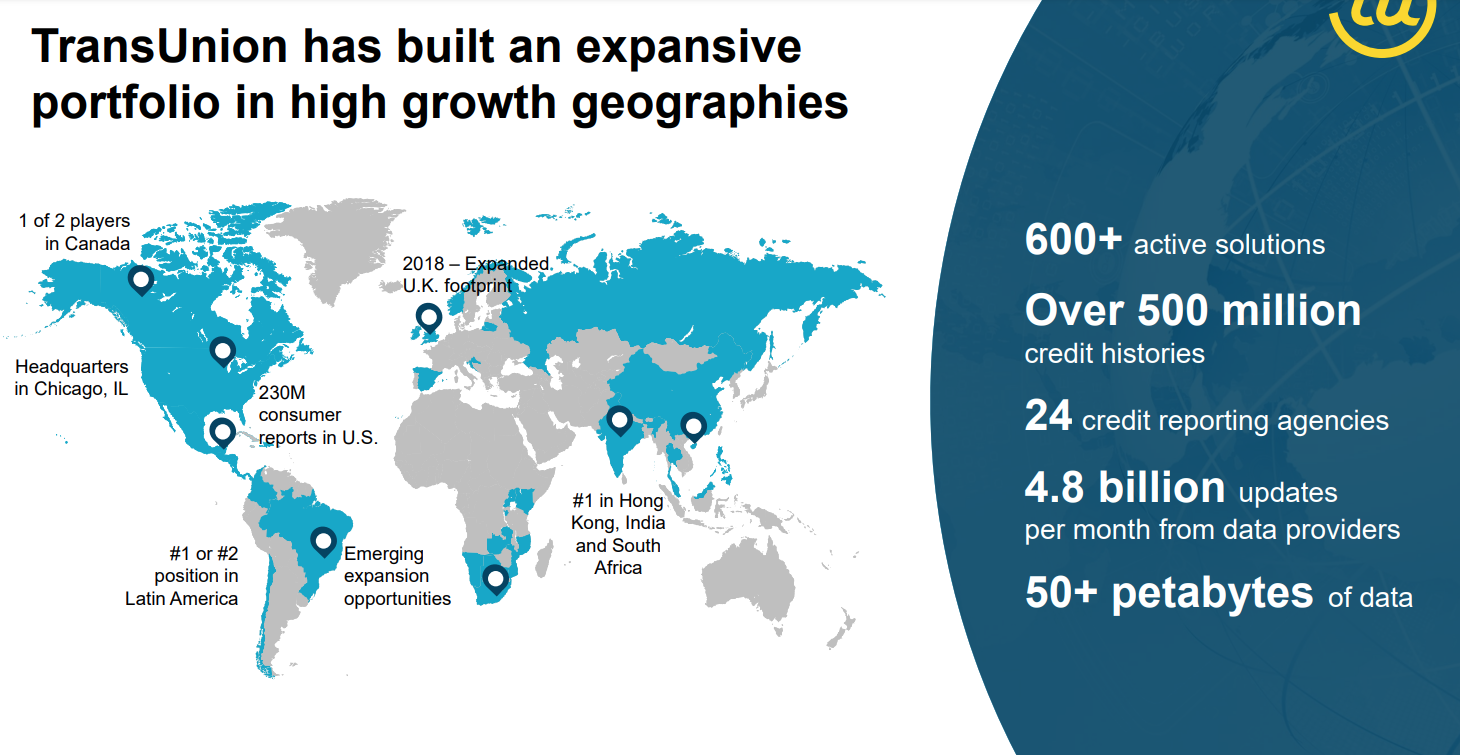 TransUnion has built an expansive
portfolio in high growth geographies
1 of 2 players
in Canada
2018 – Expanded
U.K. footprint
Headquarters
in Chicago, IL
230M
consumer
reports in U.S.
#1 in Hong
Kong, India
and South
Africa
#1 or #2
position in
Latin America
Emerging
expansion
opportunities
tu
600+ active solutions
Over 500 million
credit histories
24 credit reporting agencies
4.8 billion updates
per month from data providers
50+ petabytes of data